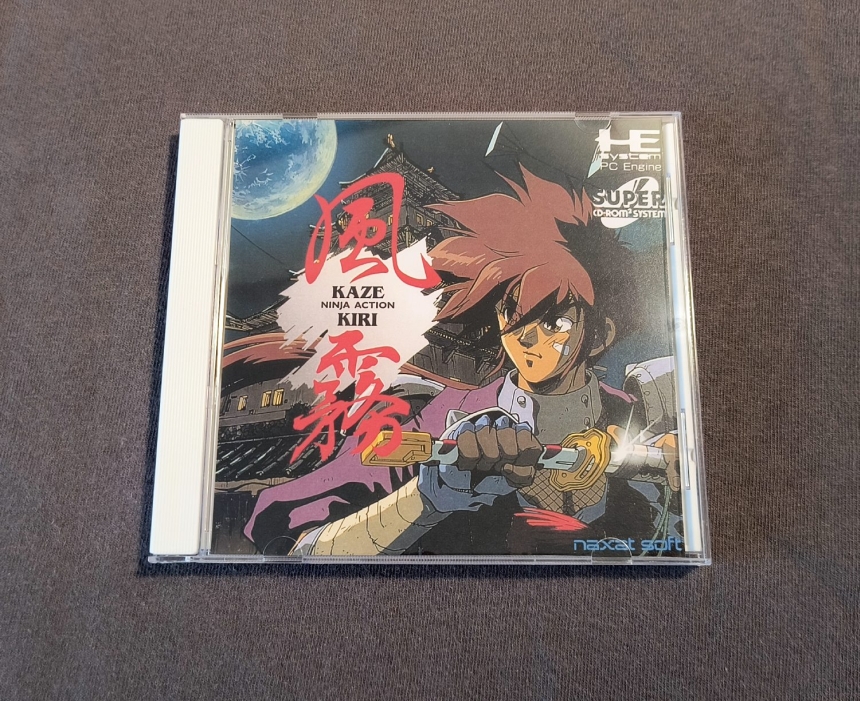 HE
system
PC Engine
SUPER
CD-ROM² SYSTEM
風
KAZE
NINJA ACTION
KIRI
霧
naxat soft